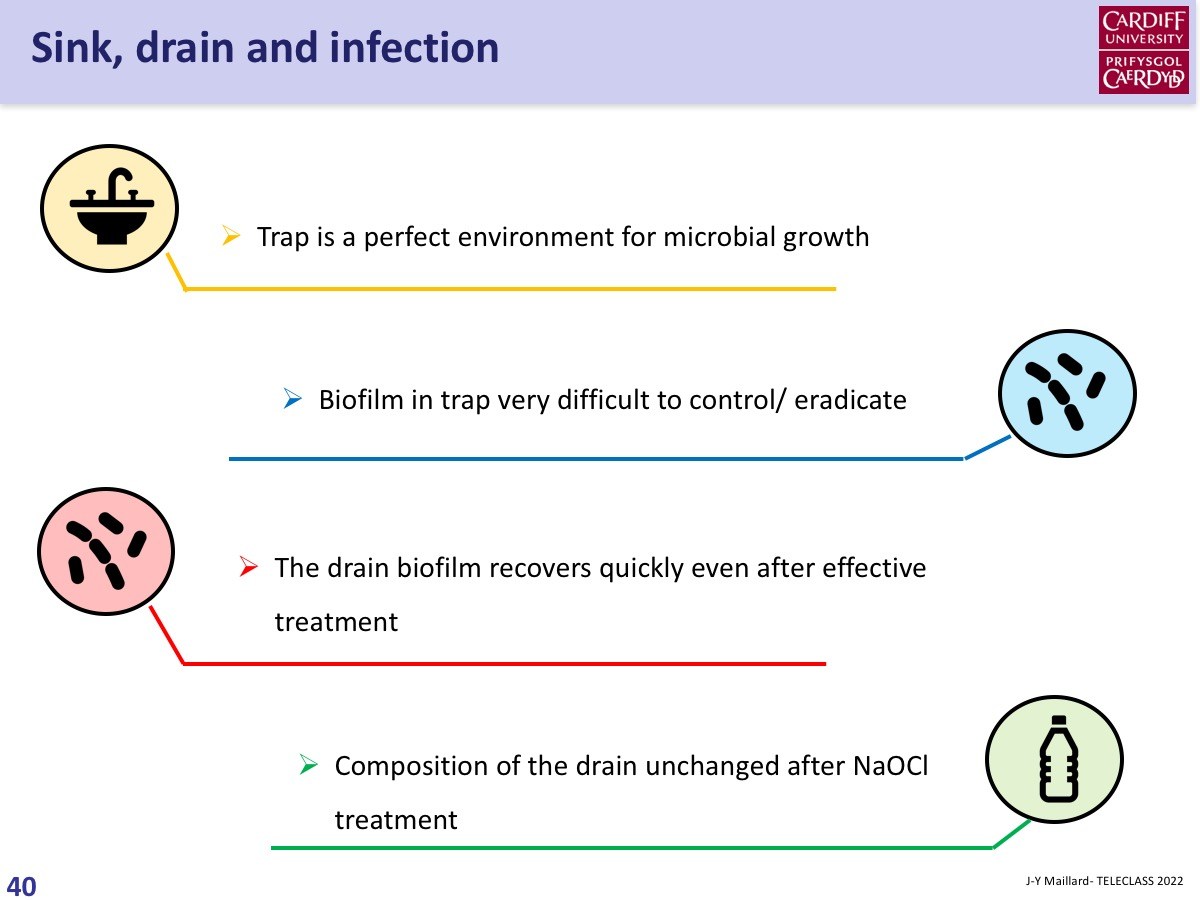 Sink, drain and infection
CARDIFF
UNIVERSITY
PRIFYSGOL
CAERDYDD
Trap is a perfect environment for microbial growth
Biofilm in trap very difficult to control/ eradicate
The drain biofilm recovers quickly even after effective
treatment
Composition of the drain unchanged after NaOCl
treatment
40
J-Y Maillard- TELECLASS 2022